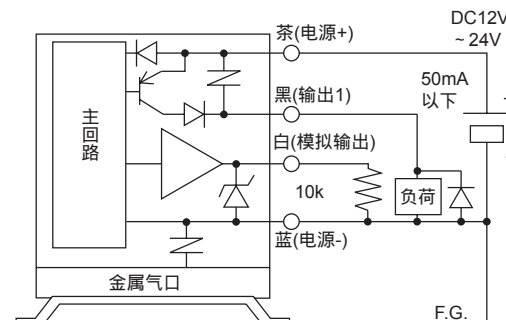 茶(电源+)
DC12V
~24V
黑(输出1)
50mA
以下
主回路
白(模拟输出)
10k
负荷
蓝(电源-)
金属气口
F.G.